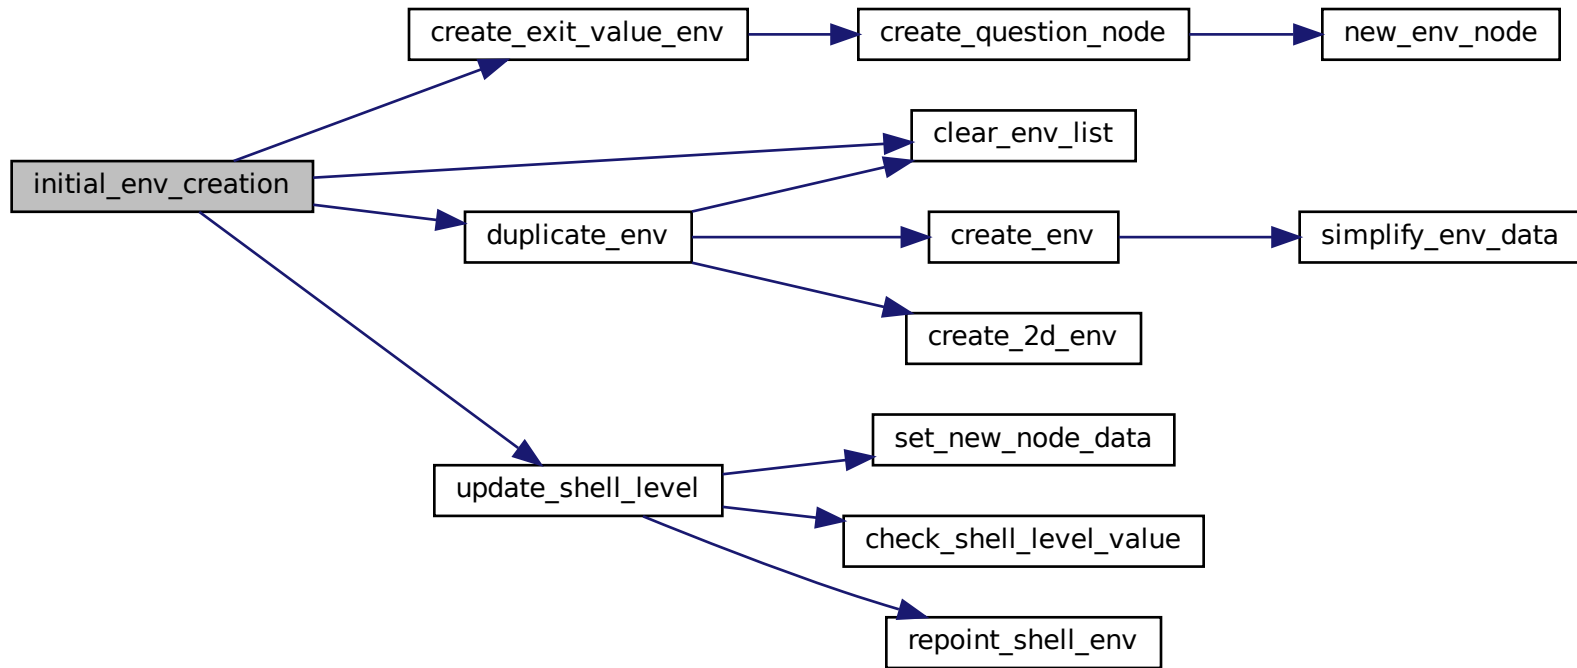 create_exit_value_env
create_question_node
new_env_node
clear_env_list
initial_env_creation
duplicate_env
create_env
simplify_env_data
create_2d_env
set_new_node_data
update_shell_level
check_shell_level_value
repoint_shell_env